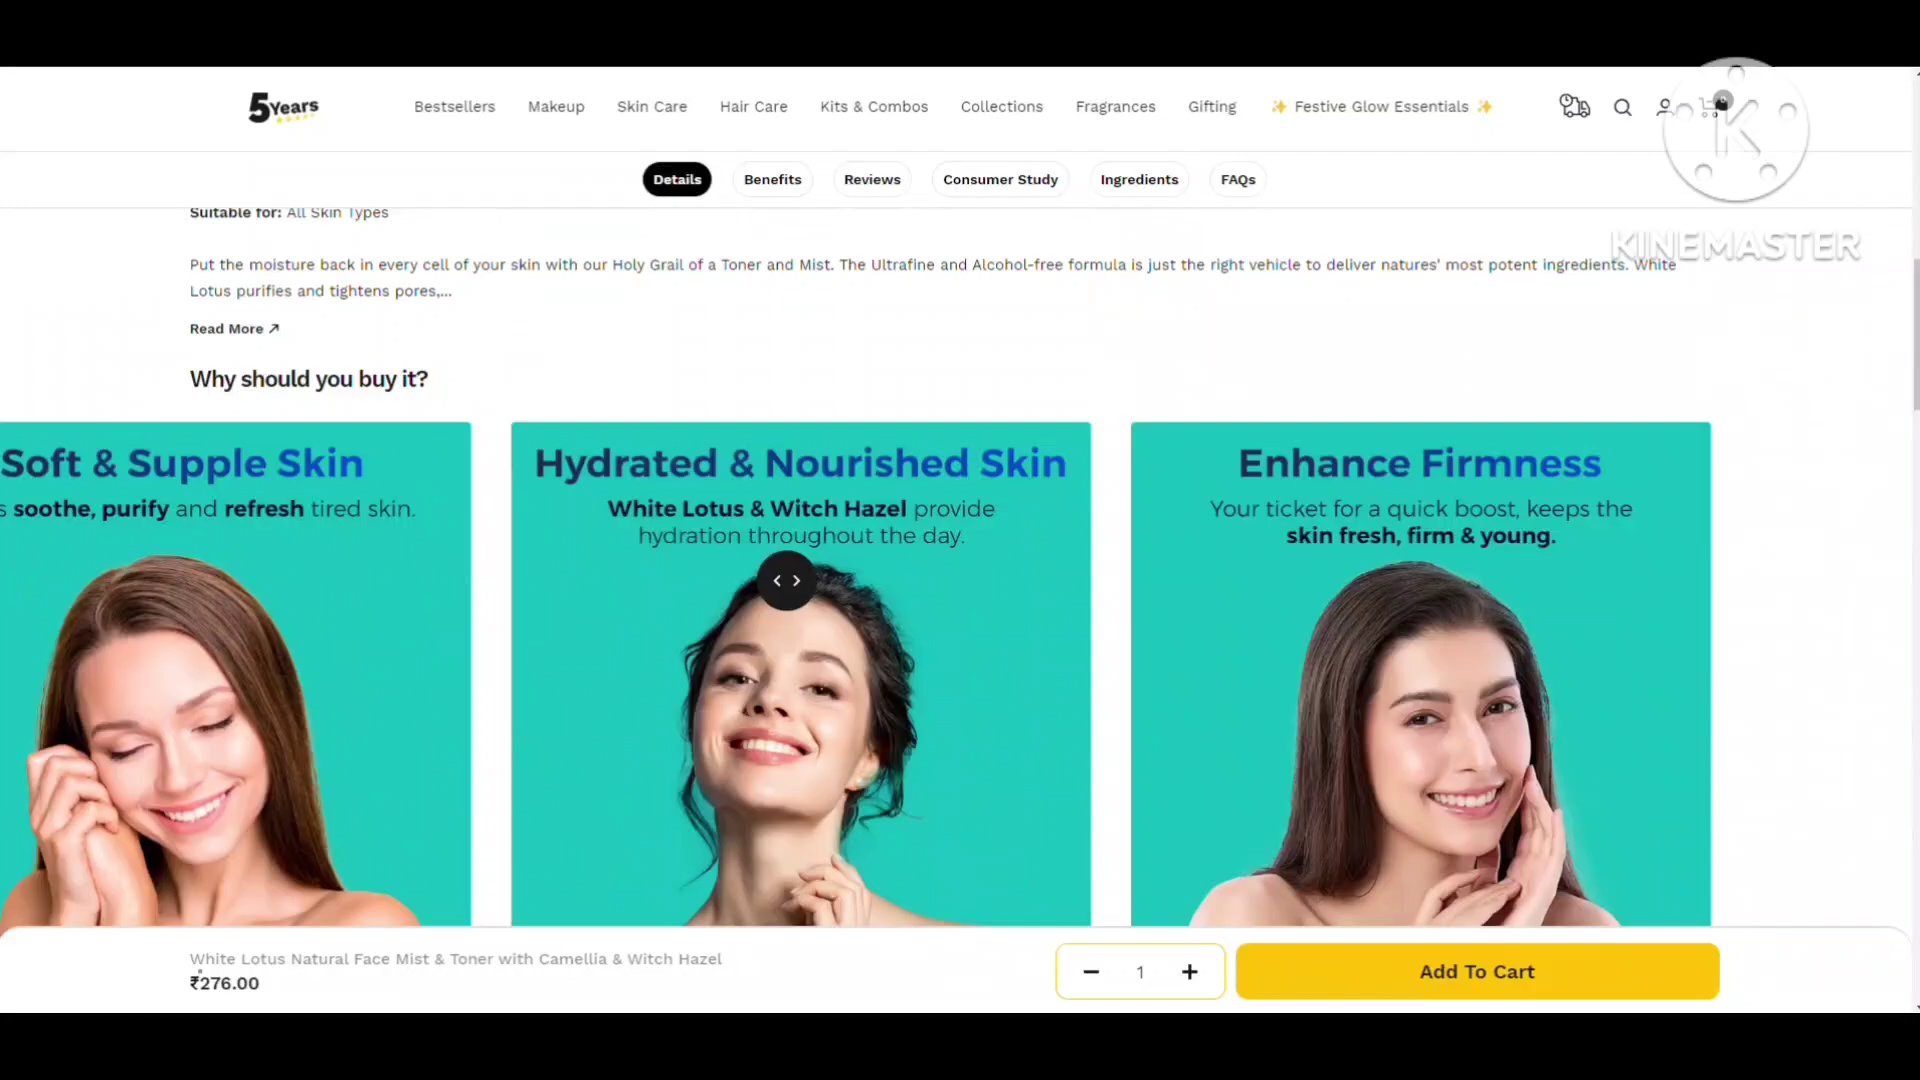 5Years
Bestsellers
Makeup
Skin Care
Hair Care
Kits & Combos
Collections
Fragrances
Gifting
✨ Festive Glow Essentials ✨
K
KINEMASTER
Details
Benefits
Reviews
Consumer Study
Ingredients
FAQs
Suitable for: All Skin Types
Put the moisture back in every cell of your skin with our Holy Grail of a Toner and Mist. The Ultrafine and Alcohol-free formula is just the right vehicle to deliver natures' most potent ingredients. White
Lotus purifies and tightens pores,...
Read More ↗
Why should you buy it?
Soft & Supple Skin
s soothe, purify and refresh tired skin.
Hydrated & Nourished Skin
White Lotus & Witch Hazel provide
hydration throughout the day.
Enhance Firmness
Your ticket for a quick boost, keeps the
skin fresh, firm & young.
White Lotus Natural Face Mist & Toner with Camellia & Witch Hazel
₹276.00
− 1 +
Add To Cart